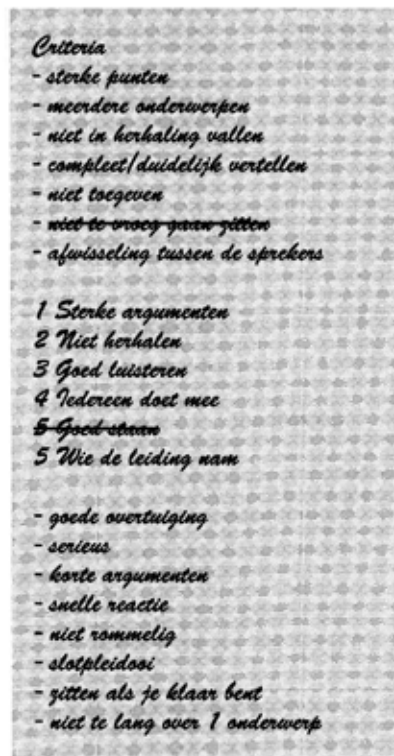 Criteria
- sterke punten
- meerdere onderwerpen
- niet in herhaling vallen
- compleet/duidelijk vertellen
- niet toegeven
- niet te vroeg gaan zitten
- afwisseling tussen de sprekers
1 Sterke argumenten
2 Niet herhalen
3 Goed luisteren
4 Iedereen doet mee
5 Goed staan
5 Wie de leiding nam
- goede overtuiging
- serieus
- korte argumenten
- snelle reactie
- niet rommelig
- slotpleidooi
- zitten als je klaar bent
- niet te lang over 1 onderwerp